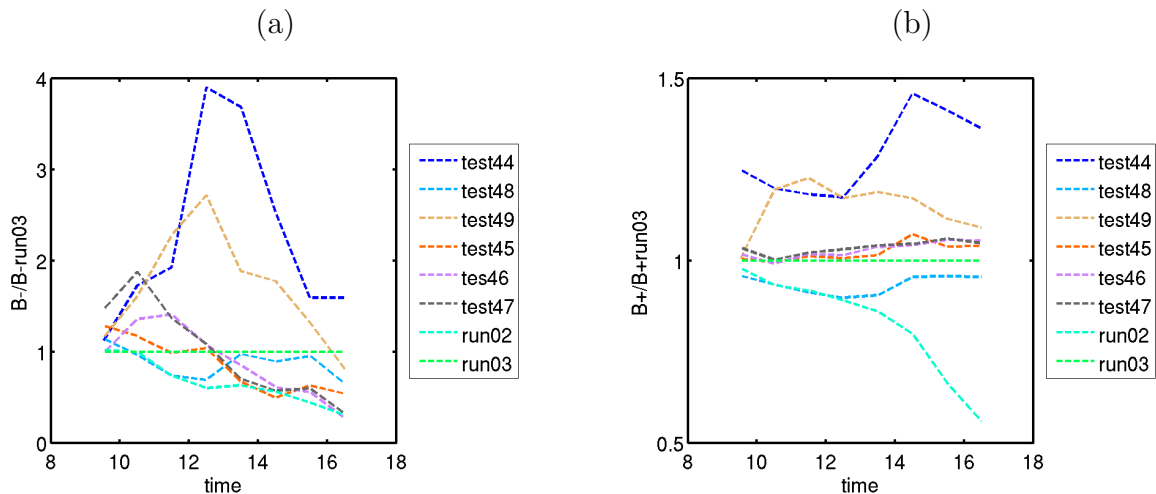 (a)
B-/B-run03
4
3
2
1
0
8 10 12 14 16 18
time
test44
test48
test49
test45
tes46
test47
run02
run03
(b)
B+/B+run03
1.5
1
0.5
8 10 12 14 16 18
time
test44
test48
test49
test45
tes46
test47
run02
run03